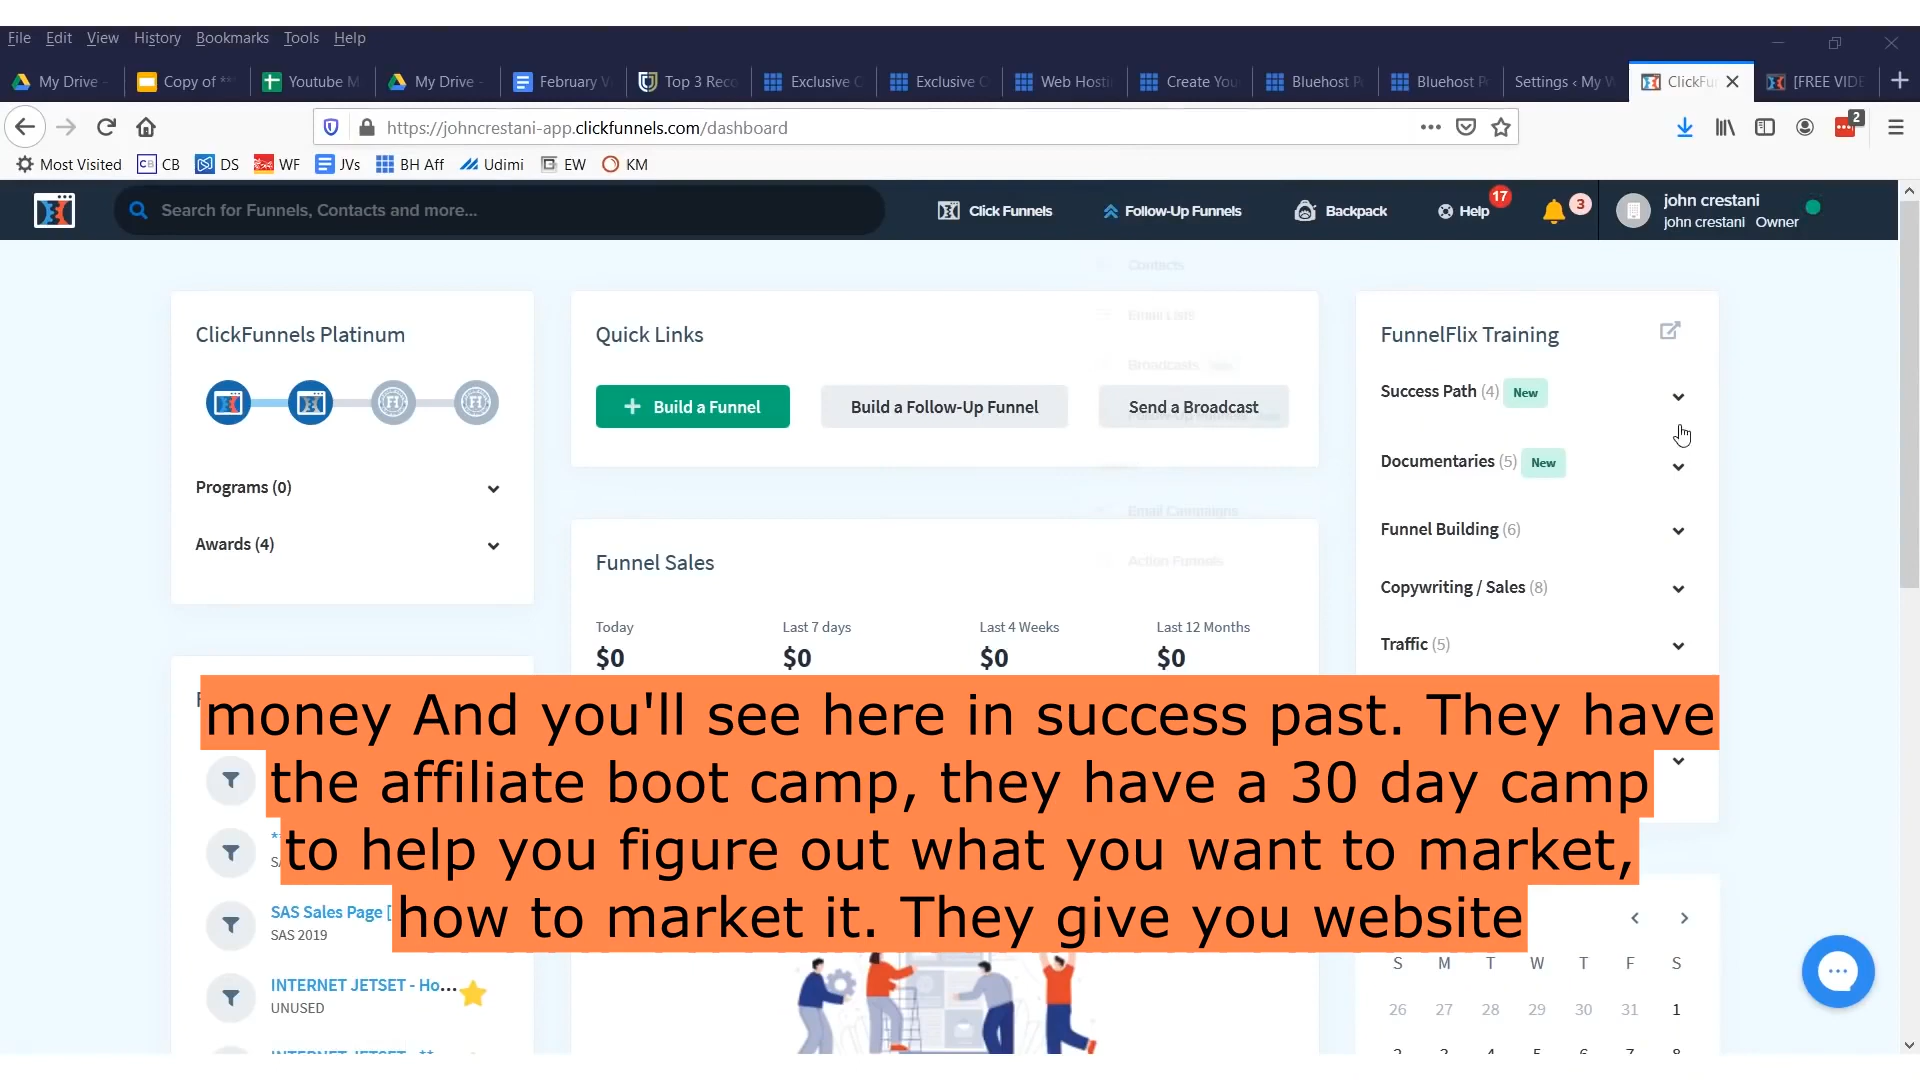 File Edit View History Bookmarks Tools Help
My Drive - Copy of ** Youtube M My Drive - February V Top 3 Reco Exclusive O Exclusive O Web Hosti Create You Bluehost P Bluehost P Settings ‹ My W ClickFu [FREE VIDE
https://johncrestani-app.clickfunnels.com/dashboard 2
Most Visited CB DS WF JVs BH Aff Udimi EW KM
Search for Funnels, Contacts and more... Click Funnels Follow-Up Funnels Backpack Help 17 3 john crestani
john crestani Owner
Contacts
Email Lists
Broadcasts
Email Campaigns
Action Funnels
ClickFunnels Platinum
Programs (0)
Awards (4)
Quick Links
Build a Funnel Build a Follow-Up Funnel Send a Broadcast
Funnel Sales
Today Last 7 days Last 4 Weeks Last 12 Months
$0 $0 $0 $0
FunnelFlix Training
Success Path (4) New
Documentaries (5) New
Funnel Building (6)
Copywriting / Sales (8)
Traffic (5)
money And you'll see here in success past. They have
the affiliate boot camp, they have a 30 day camp
to help you figure out what you want to market,
how to market it. They give you website
SAS Sales Page [
SAS 2019
INTERNET JETSET - Ho...
UNUSED
S M T W T F S
26 27 28 29 30 31 1